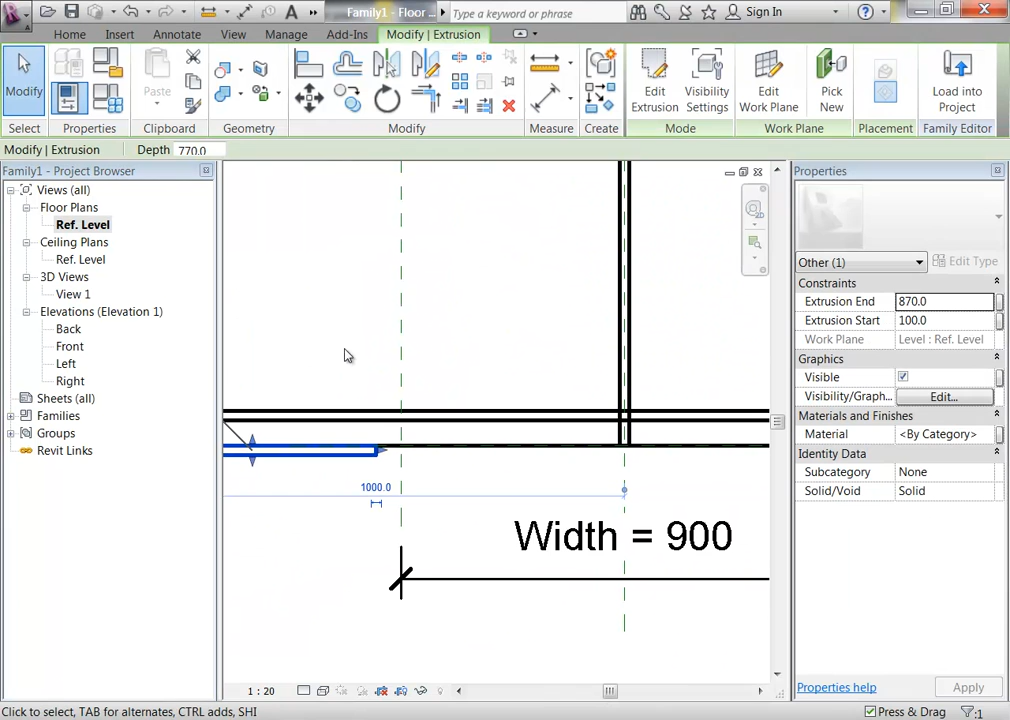 Family1 - Floor ...
Type a keyword or phrase
Sign In
Home
Insert
Annotate
View
Manage
Add-Ins
Modify | Extrusion
Modify
Paste
Edit Extrusion
Visibility Settings
Edit Work Plane
Pick New
Load into Project
Select
Properties
Clipboard
Geometry
Modify
Measure
Create
Mode
Work Plane
Placement
Family Editor
Modify | Extrusion
Depth 770.0
Family1 - Project Browser
Views (all)
Floor Plans
Ref. Level
Ceiling Plans
Ref. Level
3D Views
View 1
Elevations (Elevation 1)
Back
Front
Left
Right
Sheets (all)
Families
Groups
Revit Links
2D
1000.0
Width = 900
1 : 20
Properties
Other (1)
Edit Type
Constraints
Extrusion End 870.0
Extrusion Start 100.0
Work Plane Level : Ref. Level
Graphics
Visible
Visibility/Graph... Edit...
Materials and Finishes
Material <By Category>
Identity Data
Subcategory None
Solid/Void Solid
Properties help
Apply
Click to select, TAB for alternates, CTRL adds, SHI
Press & Drag
:1